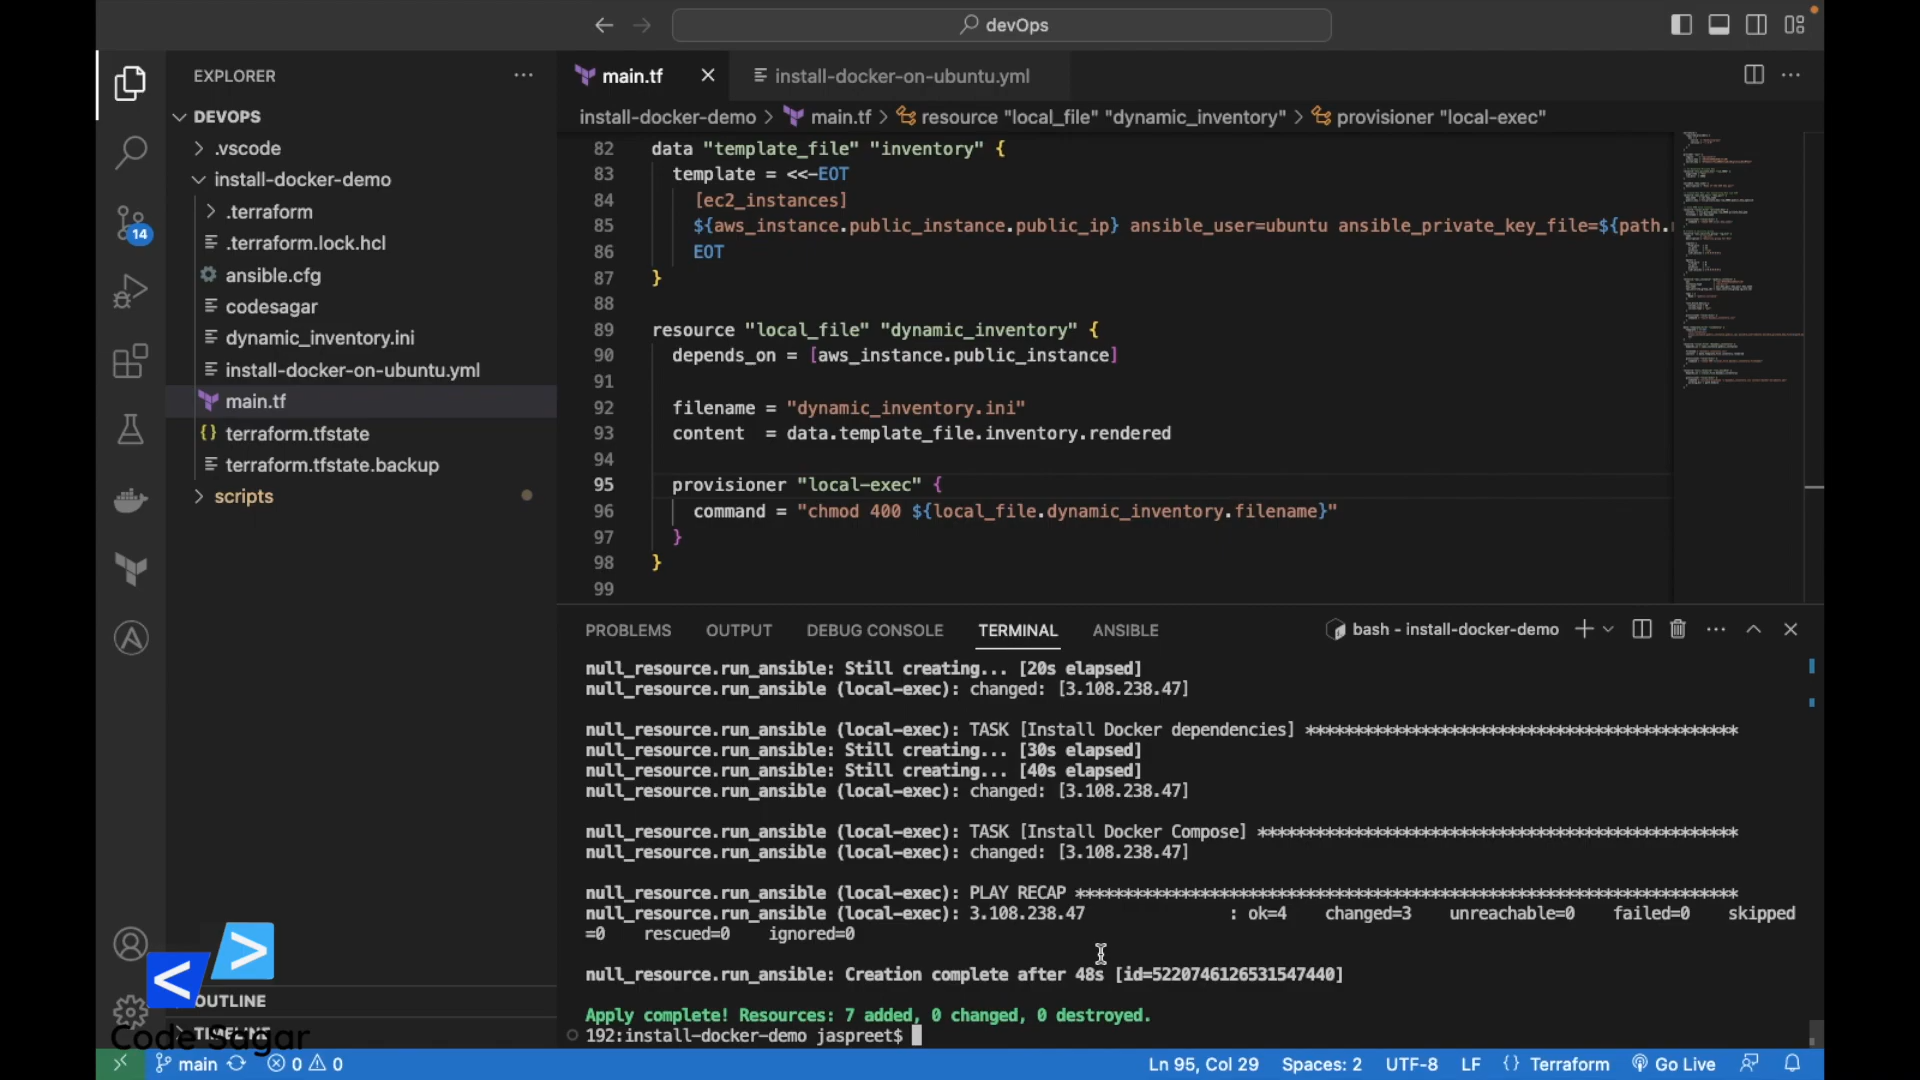 devOps
EXPLORER
DEVOPS
.vscode
install-docker-demo
.terraform
.terraform.lock.hcl
ansible.cfg
codesagar
dynamic_inventory.ini
install-docker-on-ubuntu.yml
main.tf
terraform.tfstate
terraform.tfstate.backup
scripts
14
OUTLINE
TIMELINE
Code Sagar
main.tf
install-docker-on-ubuntu.yml
install-docker-demo > main.tf > resource "local_file" "dynamic_inventory" > provisioner "local-exec"
82 data "template_file" "inventory" {
83 template = <<-EOT
84 [ec2_instances]
85 ${aws_instance.public_instance.public_ip} ansible_user=ubuntu ansible_private_key_file=${path.
86 EOT
87 }
88
89 resource "local_file" "dynamic_inventory" {
90 depends_on = [aws_instance.public_instance]
91
92 filename = "dynamic_inventory.ini"
93 content = data.template_file.inventory.rendered
94
95 provisioner "local-exec" {
96 command = "chmod 400 ${local_file.dynamic_inventory.filename}"
97 }
98 }
99
PROBLEMS OUTPUT DEBUG CONSOLE TERMINAL ANSIBLE bash - install-docker-demo
null_resource.run_ansible: Still creating... [20s elapsed]
null_resource.run_ansible (local-exec): changed: [3.108.238.47]
null_resource.run_ansible (local-exec): TASK [Install Docker dependencies] *********************************************
null_resource.run_ansible: Still creating... [30s elapsed]
null_resource.run_ansible: Still creating... [40s elapsed]
null_resource.run_ansible (local-exec): changed: [3.108.238.47]
null_resource.run_ansible (local-exec): TASK [Install Docker Compose] **************************************************
null_resource.run_ansible (local-exec): changed: [3.108.238.47]
null_resource.run_ansible (local-exec): PLAY RECAP *********************************************************************
null_resource.run_ansible (local-exec): 3.108.238.47 : ok=4 changed=3 unreachable=0 failed=0 skipped
=0 rescued=0 ignored=0
null_resource.run_ansible: Creation complete after 48s [id=5220746126531547440]
Apply complete! Resources: 7 added, 0 changed, 0 destroyed.
192:install-docker-demo jaspreet$
main 0 0 Ln 95, Col 29 Spaces: 2 UTF-8 LF {} Terraform Go Live